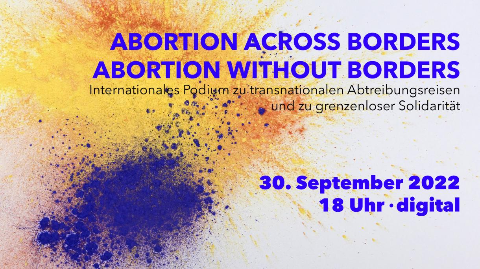 ABORTION ACROSS BORDERS
ABORTION WITHOUT BORDERS
Internationales Podium zu transnationalen Abtreibungsreisen
und zu grenzenloser Solidarität
30. September 2022
18 Uhr · digital